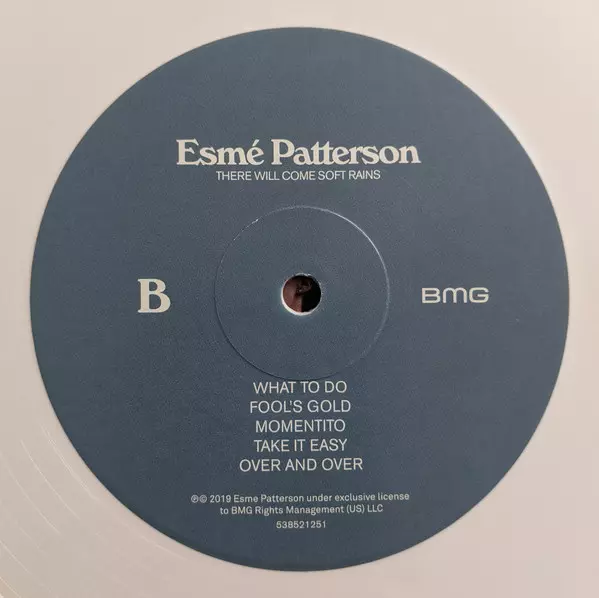 Esmé Patterson
THERE WILL COME SOFT RAINS
B
BMG
WHAT TO DO
FOOL'S GOLD
MOMENTITO
TAKE IT EASY
OVER AND OVER
℗© 2019 Esme Patterson under exclusive license
to BMG Rights Management (US) LLC
538521251